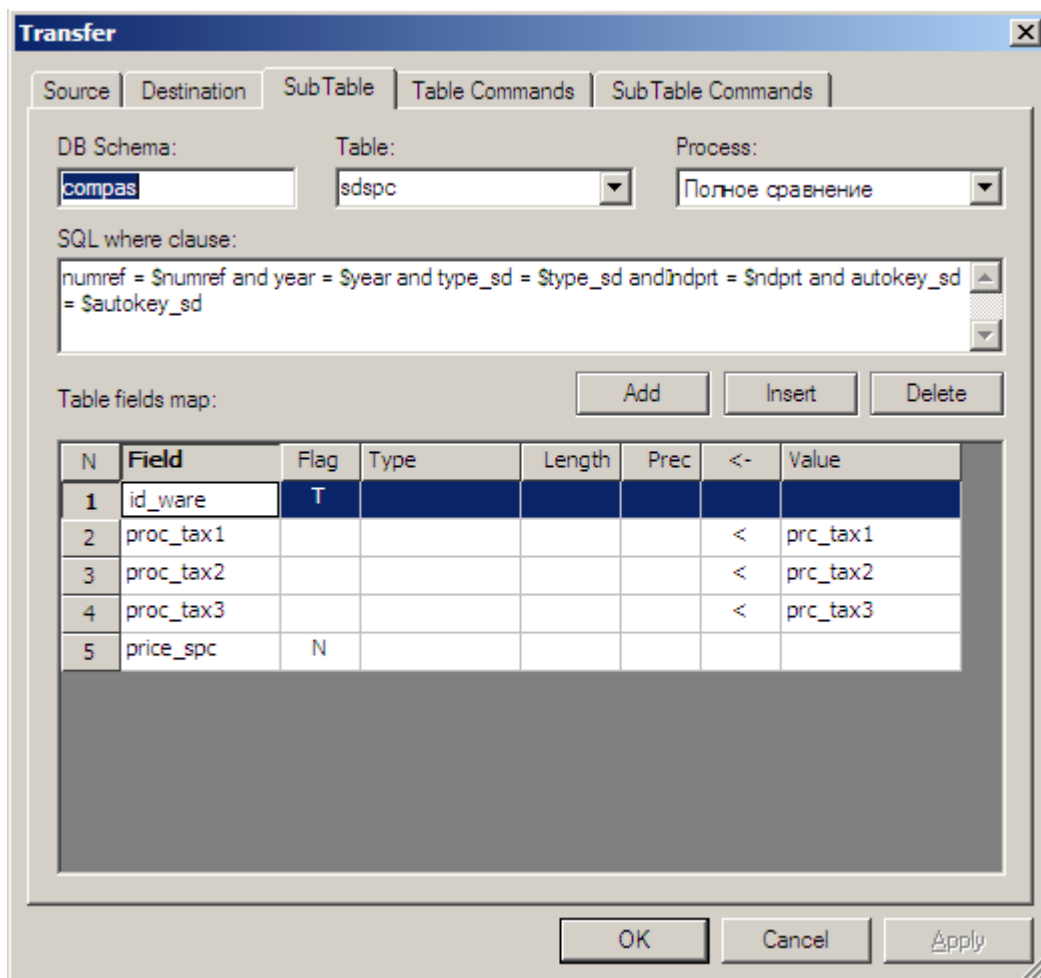 Transfer
Source Destination SubTable Table Commands SubTable Commands
DB Schema: Table: Process:
compas sdspc Полное сравнение
SQL where clause:
numref = $numref and year = $year and type_sd = $type_sd and ndprt = $ndprt and autokey_sd
= $autokey_sd
Table fields map: Add Insert Delete
N Field Flag Type Length Prec <- Value
1 id_ware T
2 proc_tax1 < prc_tax1
3 proc_tax2 < prc_tax2
4 proc_tax3 < prc_tax3
5 price_spc N
OK Cancel Apply